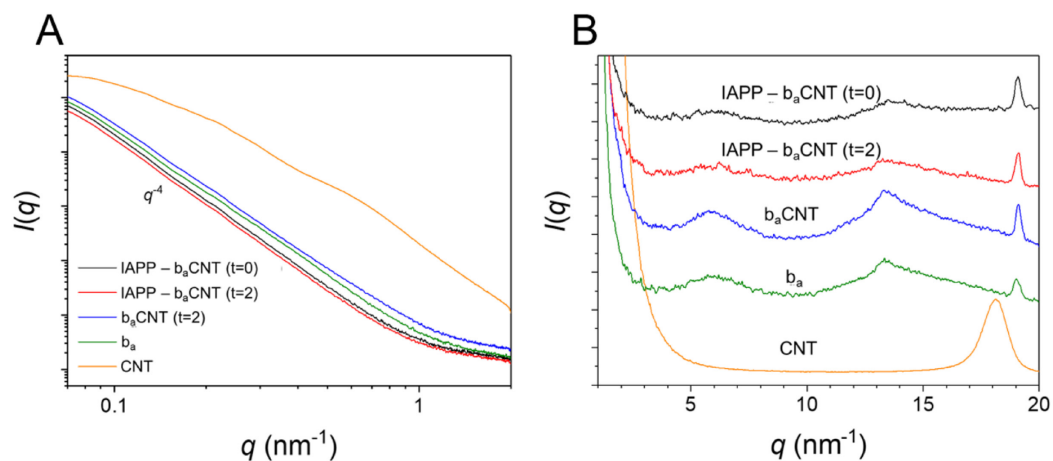 A
I(q)
q⁻⁴
IAPP – bₐCNT (t=0)
IAPP – bₐCNT (t=2)
bₐCNT (t=2)
bₐ
CNT
0.1
1
q (nm⁻¹)
B
I(q)
IAPP – bₐCNT (t=0)
IAPP – bₐCNT (t=2)
bₐCNT
bₐ
CNT
5
10
15
20
q (nm⁻¹)